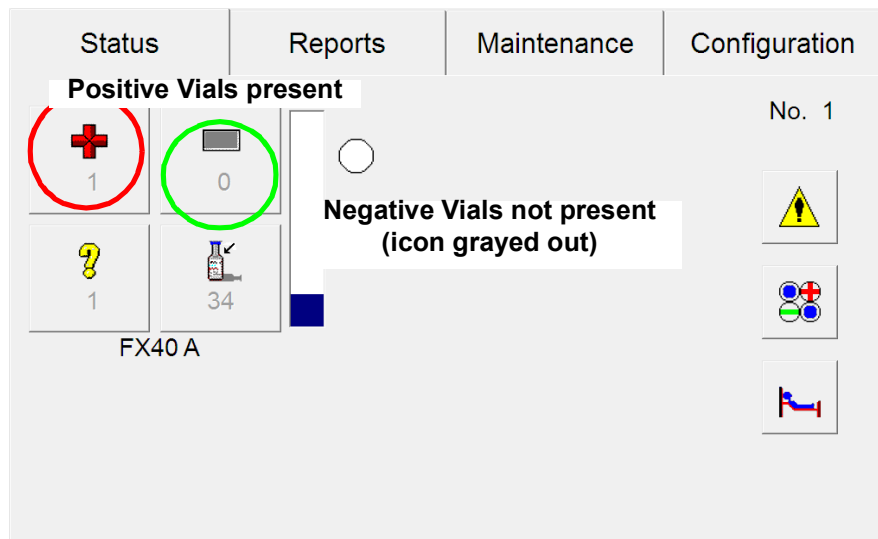 Status
Reports
Maintenance
Configuration
Positive Vials present
No. 1
1
0
Negative Vials not present
(icon grayed out)
1
34
FX40 A